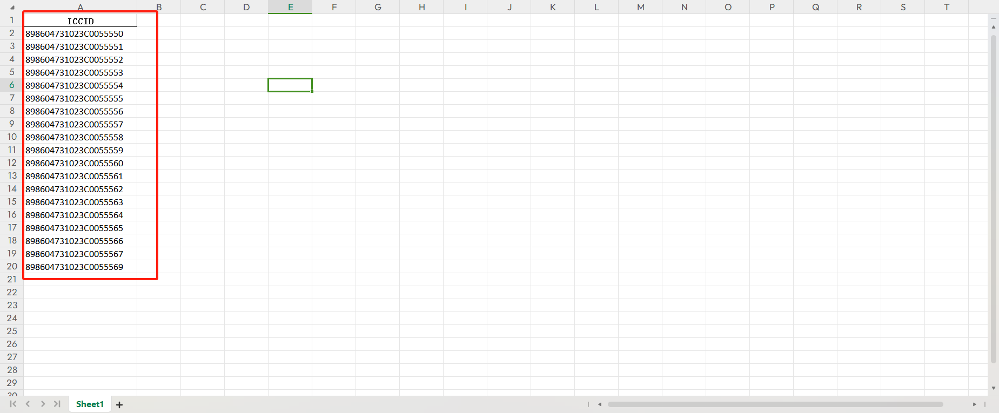 A B C D E F G H I J K L M N O P Q R S T
1 ICCID
2 898604731023C0055550
3 898604731023C0055551
4 898604731023C0055552
5 898604731023C0055553
6 898604731023C0055554
7 898604731023C0055555
8 898604731023C0055556
9 898604731023C0055557
10 898604731023C0055558
11 898604731023C0055559
12 898604731023C0055560
13 898604731023C0055561
14 898604731023C0055562
15 898604731023C0055563
16 898604731023C0055564
17 898604731023C0055565
18 898604731023C0055566
19 898604731023C0055567
20 898604731023C0055569
21
22
23
24
25
26
27
28
29
30
Sheet1